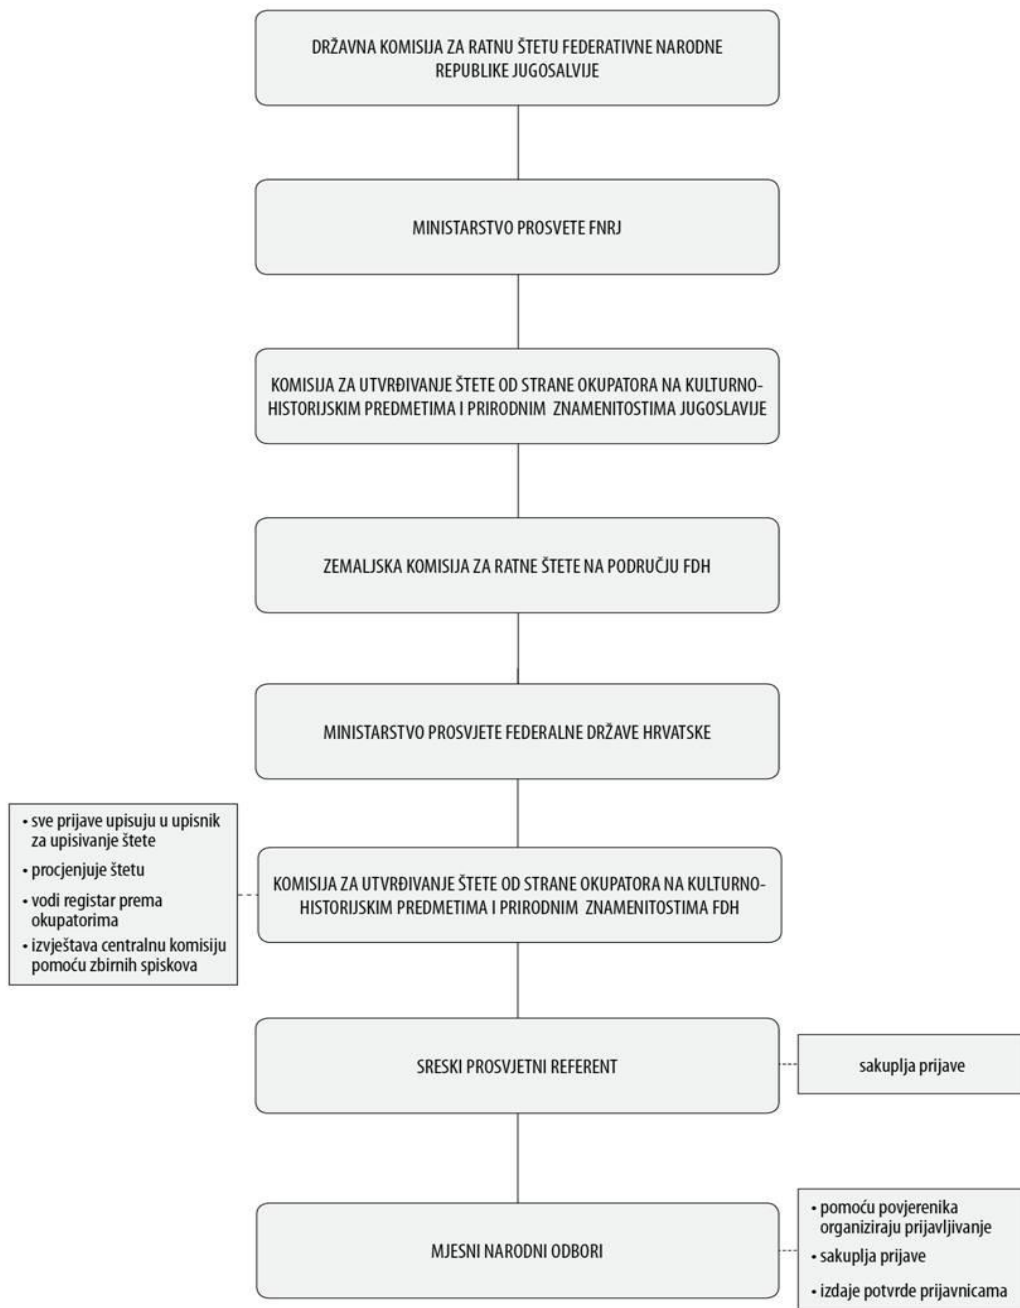 DRŽAVNA KOMISIJA ZA RATNU ŠTETU FEDERATIVNE NARODNE
REPUBLIKE JUGOSALVIJE
MINISTARSTVO PROSVETE FNRJ
KOMISIJA ZA UTVRĐIVANJE ŠTETE OD STRANE OKUPATORA NA KULTURNO-
HISTORIJSKIM PREDMETIMA I PRIRODNIM ZNAMENITOSTIMA JUGOSLAVIJE
ZEMALJSKA KOMISIJA ZA RATNE ŠTETE NA PODRUČJU FDH
MINISTARSTVO PROSVJETE FEDERALNE DRŽAVE HRVATSKE
• sve prijave upisuju u upisnik
za upisivanje štete
• procjenjuje štetu
• vodi registar prema
okupatorima
• izvještava centralnu komisiju
pomoću zbirnih spiskova
KOMISIJA ZA UTVRĐIVANJE ŠTETE OD STRANE OKUPATORA NA KULTURNO-
HISTORIJSKIM PREDMETIMA I PRIRODNIM ZNAMENITOSTIMA FDH
SRESKI PROSVJETNI REFERENT
sakuplja prijave
MJESNI NARODNI ODBORI
• pomoću povjerenika
organiziraju prijavljivanje
• sakuplja prijave
• izdaje potvrde prijavnicama